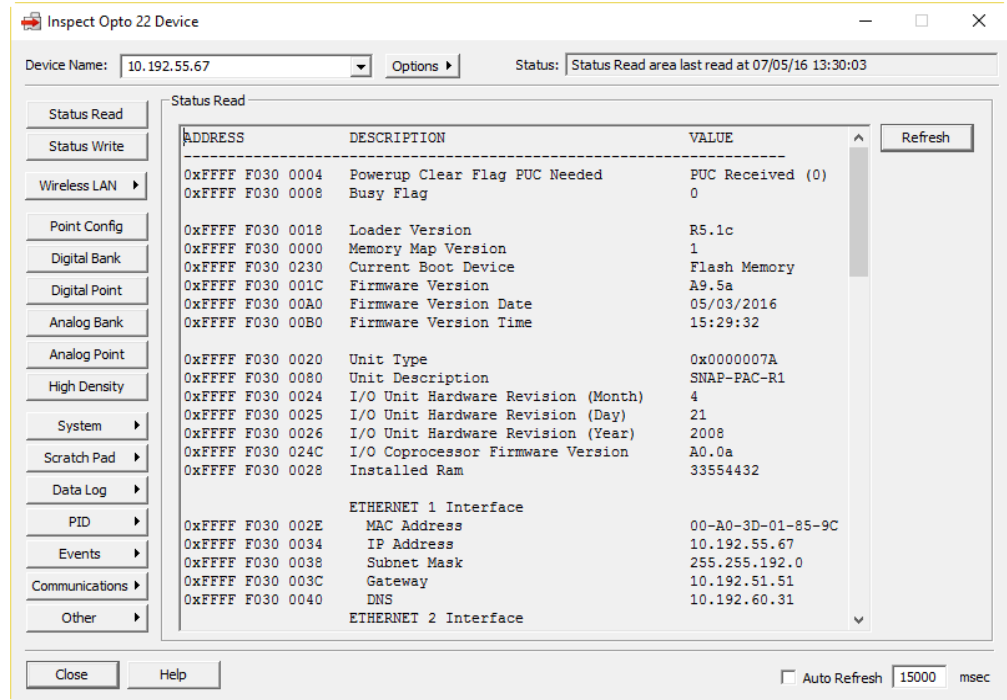 Inspect Opto 22 Device
Device Name: 10.192.55.67 Options Status: Status Read area last read at 07/05/16 13:30:03
Status Read
Status Write
Wireless LAN
Point Config
Digital Bank
Digital Point
Analog Bank
Analog Point
High Density
System
Scratch Pad
Data Log
PID
Events
Communications
Other
Status Read
ADDRESS DESCRIPTION VALUE
--------------------------------------------------------------------------
0xFFFF F030 0004 Powerup Clear Flag PUC Needed PUC Received (0)
0xFFFF F030 0008 Busy Flag 0
0xFFFF F030 0018 Loader Version R5.1c
0xFFFF F030 0000 Memory Map Version 1
0xFFFF F030 0230 Current Boot Device Flash Memory
0xFFFF F030 001C Firmware Version A9.5a
0xFFFF F030 00A0 Firmware Version Date 05/03/2016
0xFFFF F030 00B0 Firmware Version Time 15:29:32
0xFFFF F030 0020 Unit Type 0x0000007A
0xFFFF F030 0080 Unit Description SNAP-PAC-R1
0xFFFF F030 0024 I/O Unit Hardware Revision (Month) 4
0xFFFF F030 0025 I/O Unit Hardware Revision (Day) 21
0xFFFF F030 0026 I/O Unit Hardware Revision (Year) 2008
0xFFFF F030 024C I/O Coprocessor Firmware Version A0.0a
0xFFFF F030 0028 Installed Ram 33554432
ETHERNET 1 Interface
0xFFFF F030 002E MAC Address 00-A0-3D-01-85-9C
0xFFFF F030 0034 IP Address 10.192.55.67
0xFFFF F030 0038 Subnet Mask 255.255.192.0
0xFFFF F030 003C Gateway 10.192.51.51
0xFFFF F030 0040 DNS 10.192.60.31
ETHERNET 2 Interface
Refresh
Close Help Auto Refresh 15000 msec